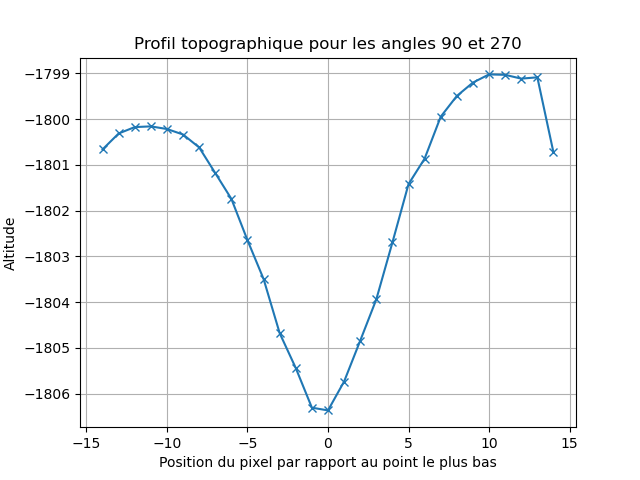 Profil topographique pour les angles 90 et 270
−1799
−1800
−1801
−1802
−1803
−1804
−1805
−1806
Altitude
−15 −10 −5 0 5 10 15
Position du pixel par rapport au point le plus bas